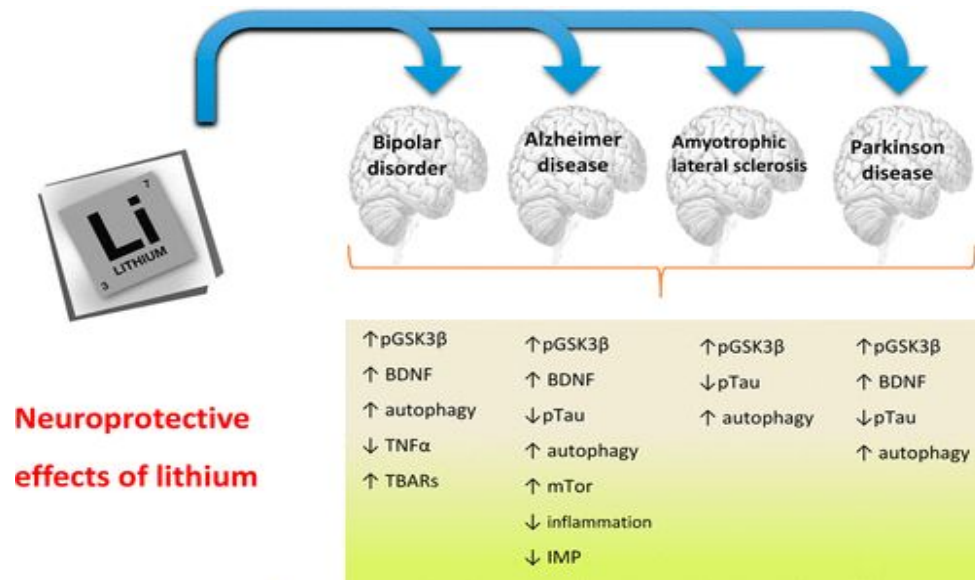 Bipolar
disorder
Alzheimer
disease
Amyotrophic
lateral sclerosis
Parkinson
disease
7
Li
LITHIUM
3
Neuroprotective
effects of lithium
↑pGSK3β
↑ BDNF
↑ autophagy
↓ TNFα
↑ TBARs
↑pGSK3β
↑ BDNF
↓pTau
↑ autophagy
↑ mTor
↓ inflammation
↓ IMP
↑pGSK3β
↓pTau
↑ autophagy
↑pGSK3β
↑ BDNF
↓pTau
↑ autophagy